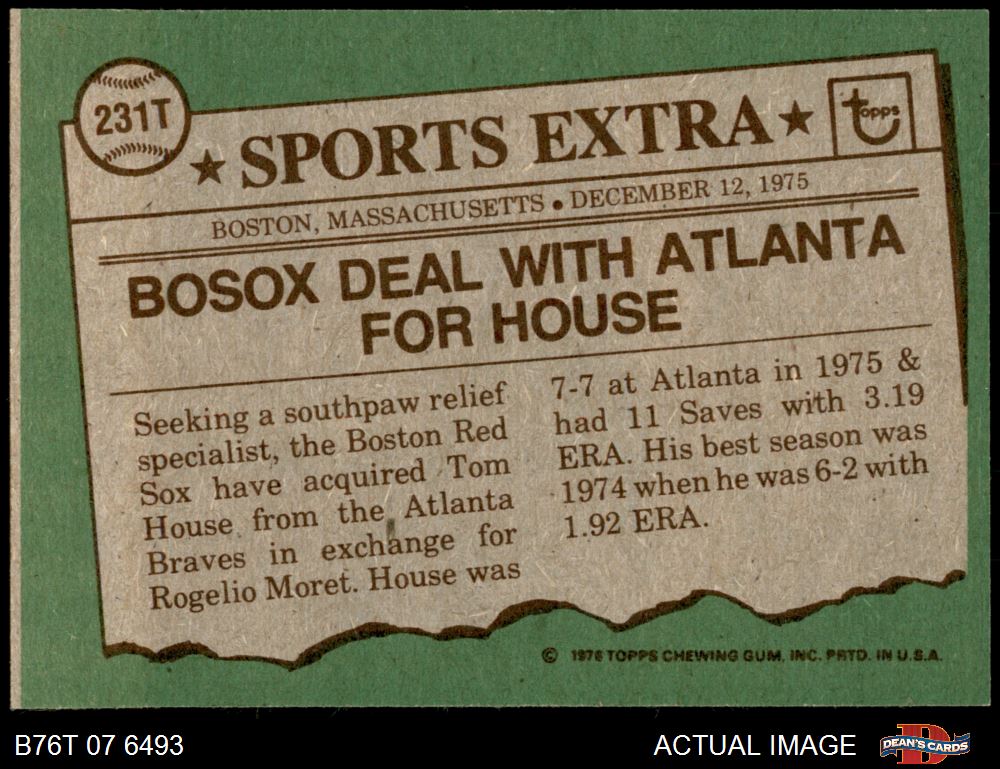 231T
★ SPORTS EXTRA ★
topps
BOSTON, MASSACHUSETTS • DECEMBER 12, 1975
BOSOX DEAL WITH ATLANTA
FOR HOUSE
Seeking a southpaw relief
specialist, the Boston Red
Sox have acquired Tom
House from the Atlanta
Braves in exchange for
Rogelio Moret. House was
7-7 at Atlanta in 1975 &
had 11 Saves with 3.19
ERA. His best season was
1974 when he was 6-2 with
1.92 ERA.
© 1976 TOPPS CHEWING GUM, INC. PRTD. IN U.S.A.
B76T 07 6493
ACTUAL IMAGE
DEAN'S CARDS